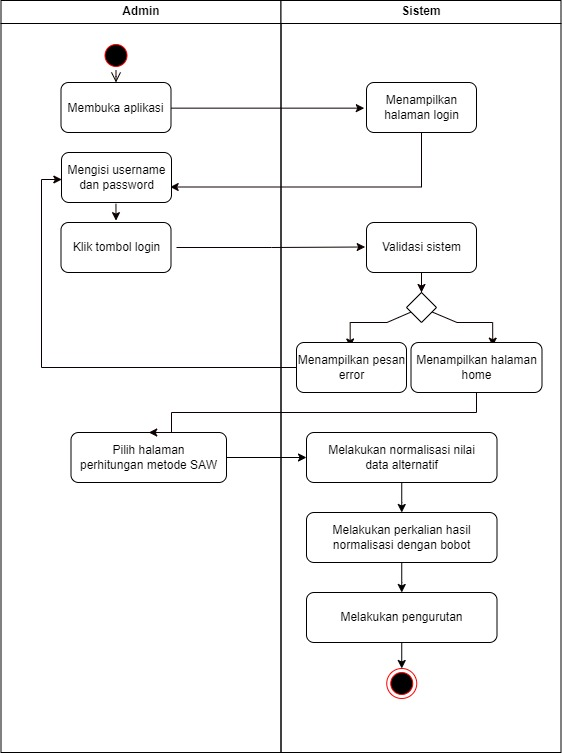 Admin
Sistem
Membuka aplikasi
Menampilkan
halaman login
Mengisi username
dan password
Klik tombol login
Validasi sistem
Menampilkan pesan
error
Menampilkan halaman
home
Pilih halaman
perhitungan metode SAW
Melakukan normalisasi nilai
data alternatif
Melakukan perkalian hasil
normalisasi dengan bobot
Melakukan pengurutan